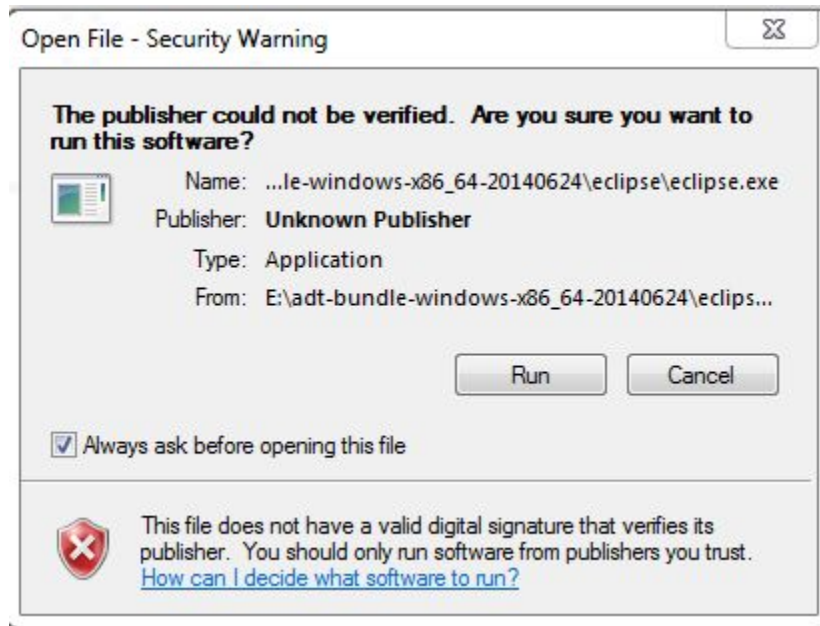 Open File - Security Warning
The publisher could not be verified. Are you sure you want to
run this software?
Name: ...le-windows-x86_64-20140624\eclipse\eclipse.exe
Publisher: Unknown Publisher
Type: Application
From: E:\adt-bundle-windows-x86_64-20140624\eclips...
Run Cancel
Always ask before opening this file
This file does not have a valid digital signature that verifies its
publisher. You should only run software from publishers you trust.
How can I decide what software to run?